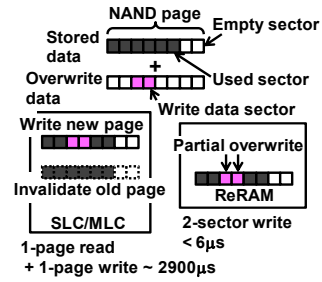 NAND page
Empty sector
Stored
data
+
Used sector
Overwrite
data
Write data sector
Write new page
Invalidate old page
SLC/MLC
1-page read
+ 1-page write ~ 2900μs
Partial overwrite
ReRAM
2-sector write
< 6μs